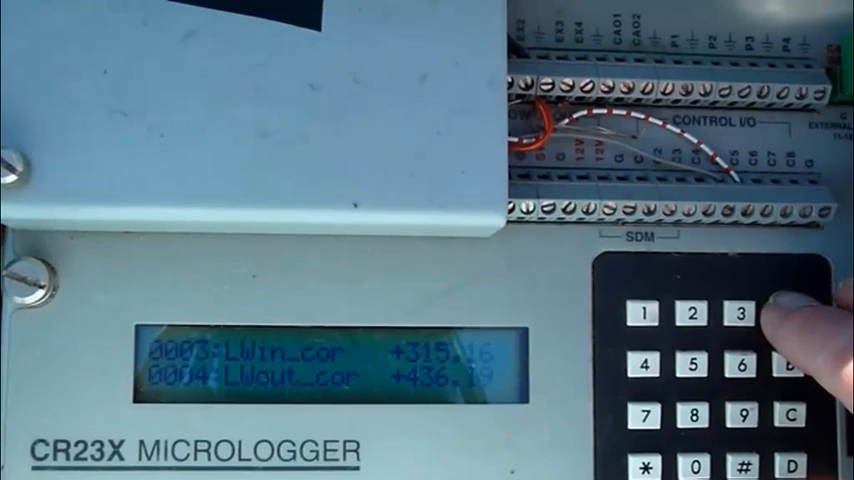 EX2 EX3 EX4 CAO1 CAO2 P1 P2 P3 P4
CONTROL I/O
G 12V 12V G C5 C6 C7 C8 G
SDM
0003:LWin_cor +315.16
0004:LWout_cor +436.19
1 2 3
4 5 6 B
7 8 9 C
* 0 # D
CR23X MICROLOGGER